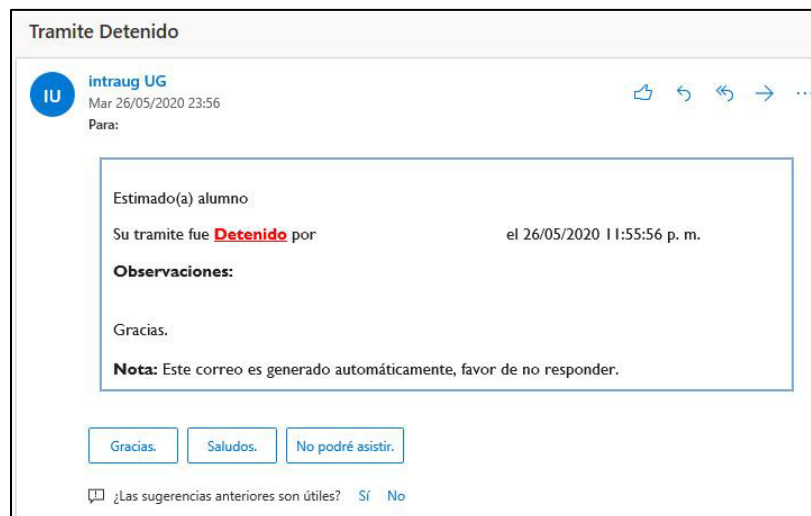 Tramite Detenido
IU
intraug UG
Mar 26/05/2020 23:56
Para:
Estimado(a) alumno
Su tramite fue Detenido por el 26/05/2020 11:55:56 p. m.
Observaciones:
Gracias.
Nota: Este correo es generado automáticamente, favor de no responder.
Gracias. Saludos. No podré asistir.
¿Las sugerencias anteriores son útiles? Sí No